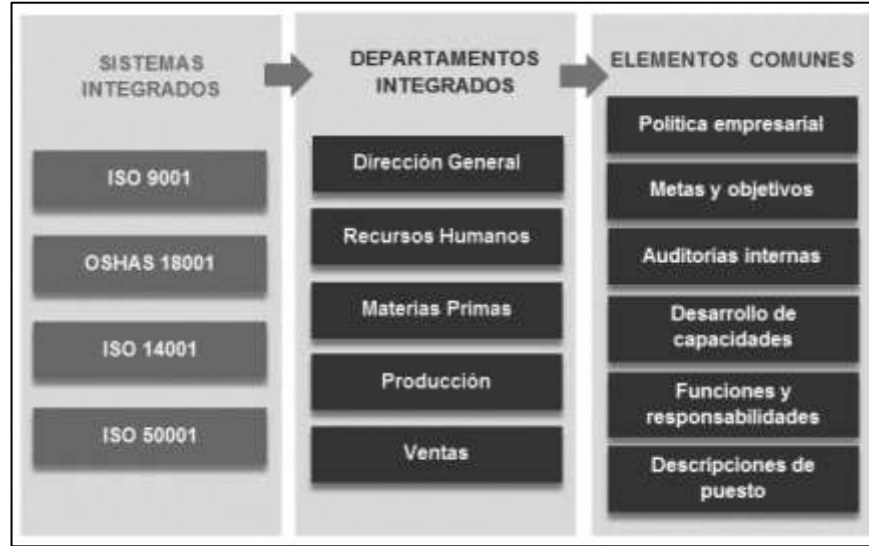 SISTEMAS
INTEGRADOS
ISO 9001
OSHAS 18001
ISO 14001
ISO 50001
DEPARTAMENTOS
INTEGRADOS
Dirección General
Recursos Humanos
Materias Primas
Producción
Ventas
ELEMENTOS COMUNES
Política empresarial
Metas y objetivos
Auditorias internas
Desarrollo de
capacidades
Funciones y
responsabilidades
Descripciones de
puesto